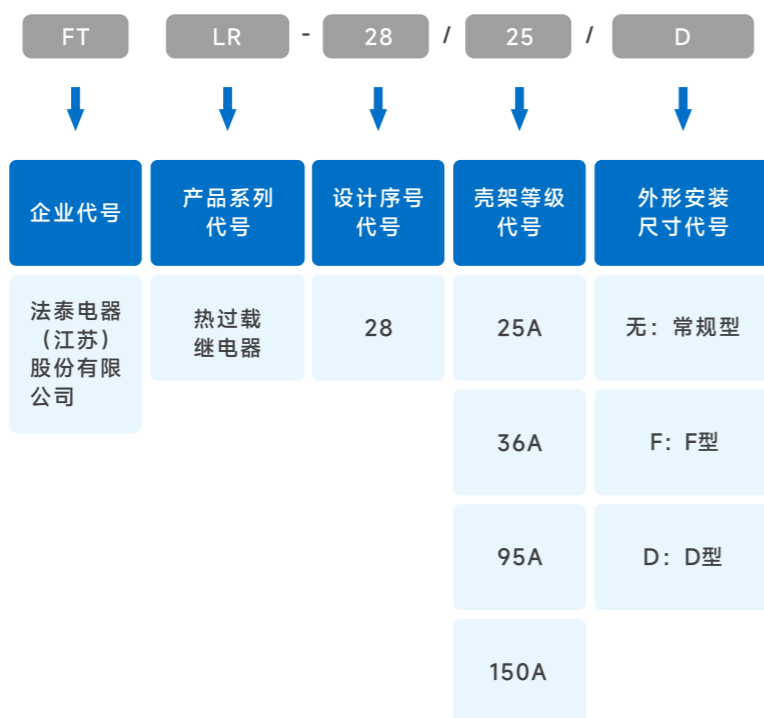 FT LR - 28 / 25 / D
企业代号
产品系列
代号
设计序号
代号
壳架等级
代号
外形安装
尺寸代号
法泰电器
（江苏）
股份有限
公司
热过载
继电器
28
25A
无：常规型
36A
F：F型
95A
D：D型
150A